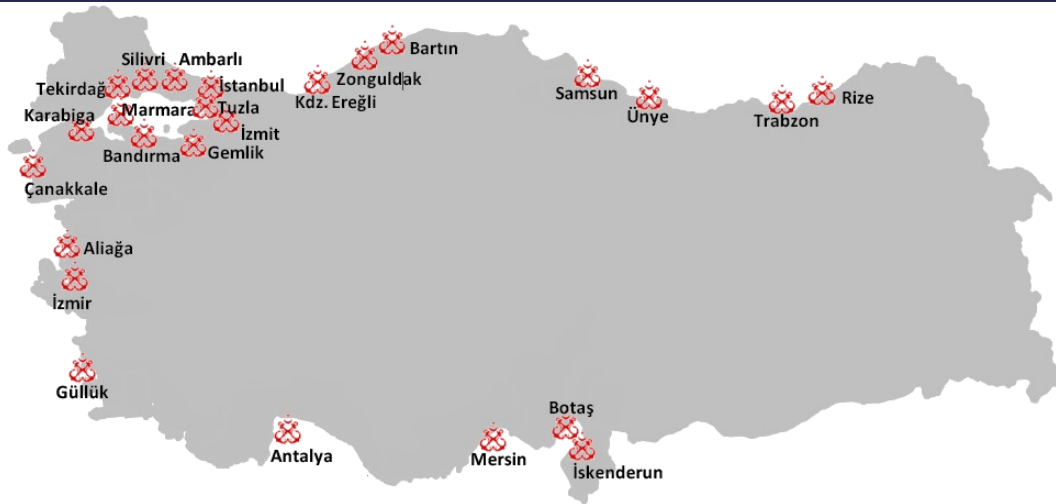 Bartın
Silivri
Ambarlı
Zonguldak
Tekirdağ
İstanbul
Kdz. Ereğli
Samsun
Rize
Karabiga
Marmara
Tuzla
Ünye
Trabzon
İzmit
Bandırma
Gemlik
Çanakkale
Aliağa
İzmir
Güllük
Botaş
Antalya
Mersin
İskenderun